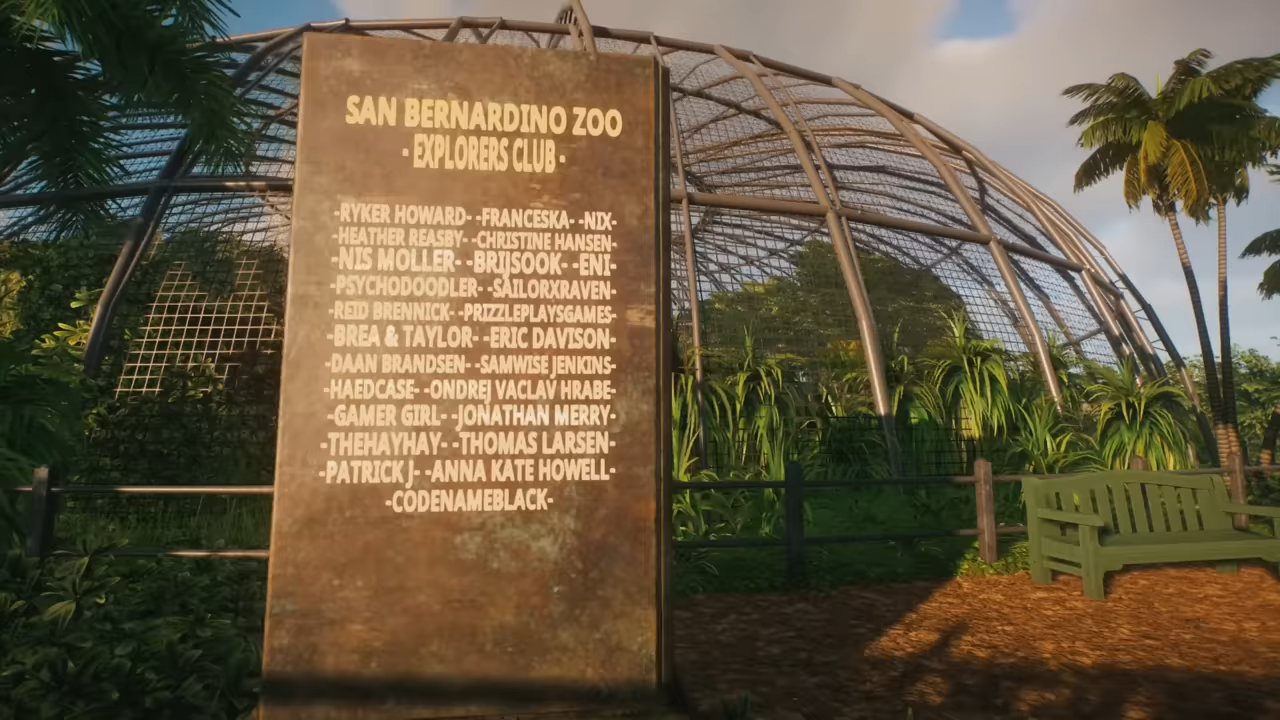 SAN BERNARDINO ZOO
· EXPLORERS CLUB ·
-RYKER HOWARD- -FRANCESKA- -NIX-
-HEATHER REASBY- -CHRISTINE HANSEN-
-NIS MOLLER- -BRIJSOOK- -ENI-
-PSYCHODOODLER- -SAILORXRAVEN-
-REID BRENNICK- -PRIZZLEPLAYSGAMES-
-BREA & TAYLOR- -ERIC DAVISON-
-DAAN BRANDSEN- -SAMWISE JENKINS-
-HAEDCASE- -ONDREJ VACLAV HRABE-
-GAMER GIRL- -JONATHAN MERRY-
-THEHAYHAY- -THOMAS LARSEN-
-PATRICK J- -ANNA KATE HOWELL-
-CODENAMEBLACK-